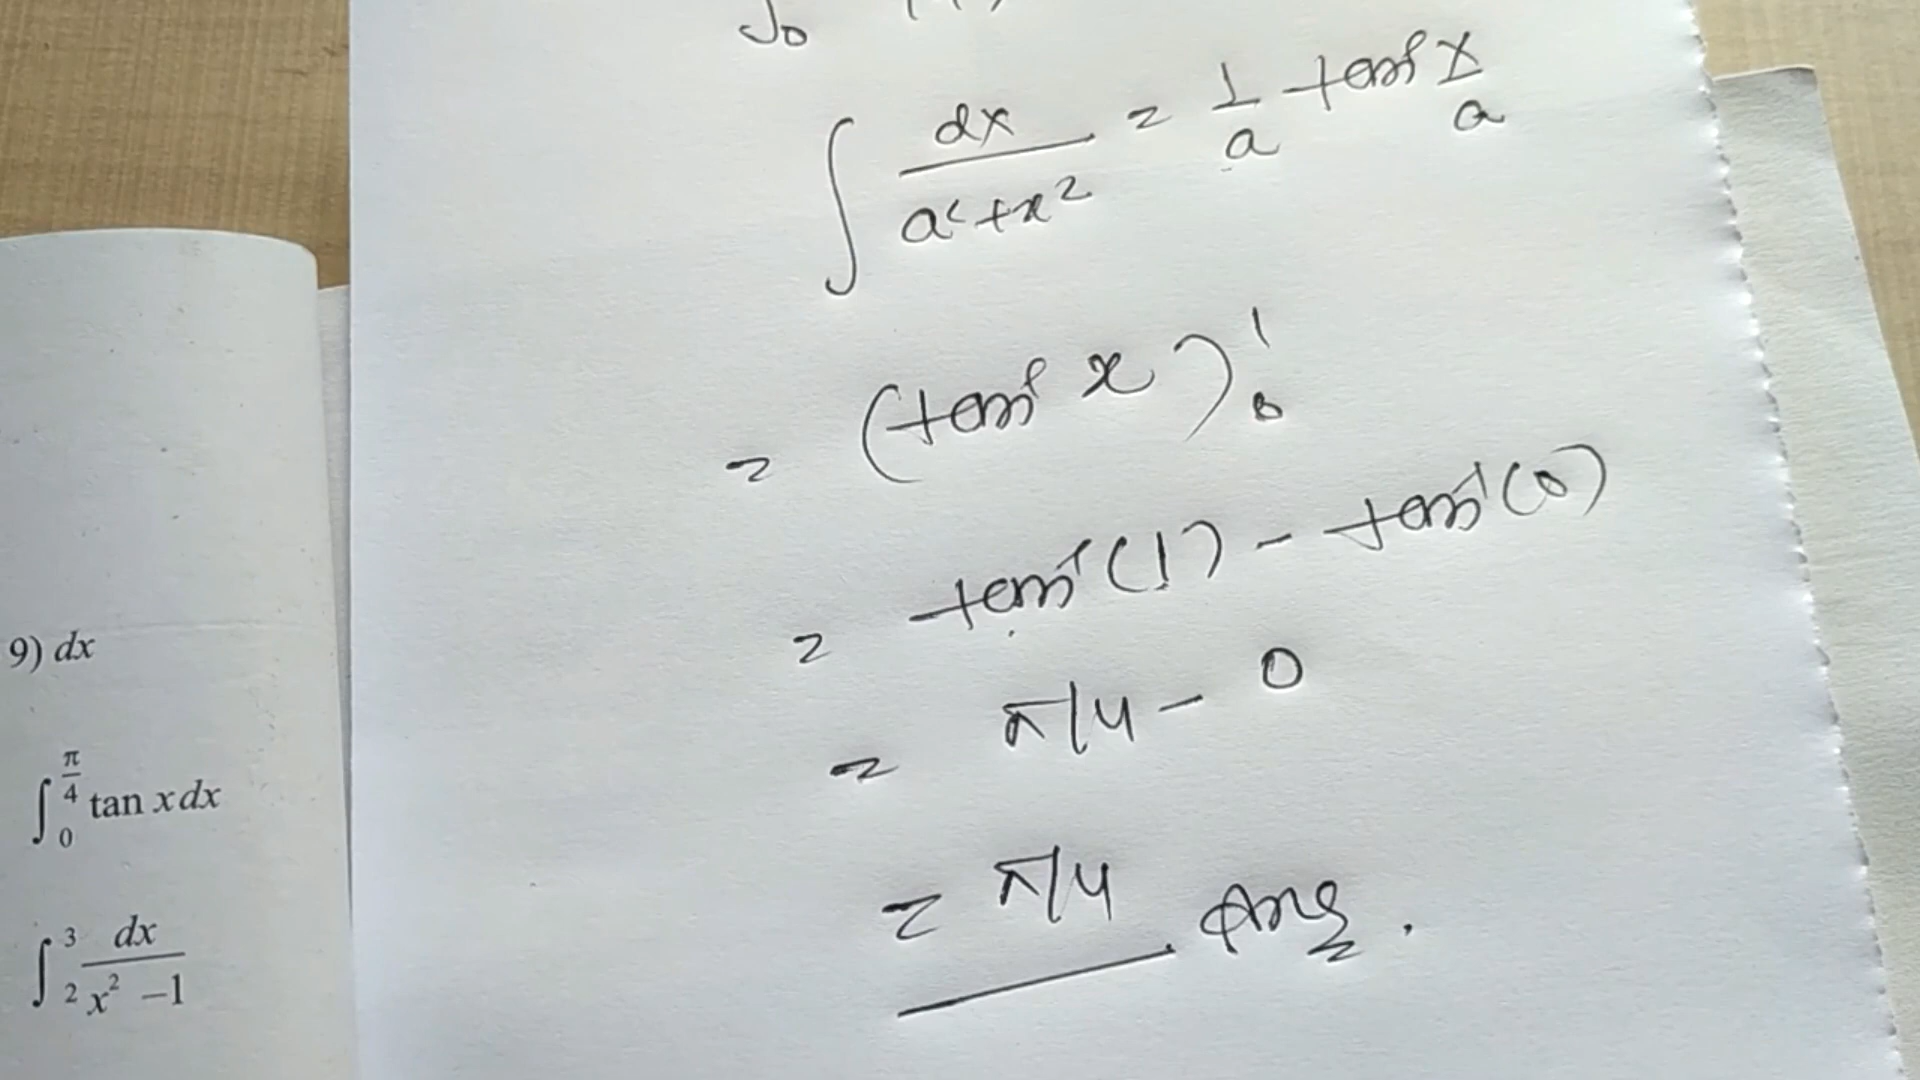 ∫ dx / (a² + x²) = 1/a tan⁻¹ x/a
= (tan⁻¹ x)₀¹
= tan⁻¹(1) - tan⁻¹(0)
= π/4 - 0
= π/4 Ans.
9) dx
∫₀^(π/4) tan x dx
∫₂³ dx / (x² - 1)